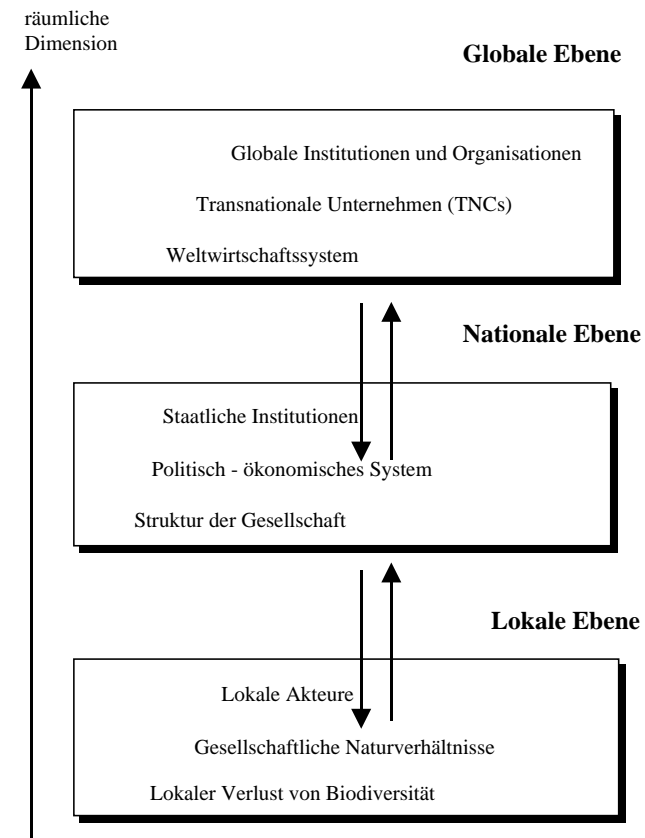 räumliche
Dimension
Globale Ebene
Globale Institutionen und Organisationen
Transnationale Unternehmen (TNCs)
Weltwirtschaftssystem
Nationale Ebene
Staatliche Institutionen
Politisch - ökonomisches System
Struktur der Gesellschaft
Lokale Ebene
Lokale Akteure
Gesellschaftliche Naturverhältnisse
Lokaler Verlust von Biodiversität